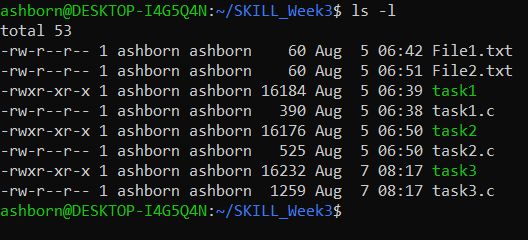 ashborn@DESKTOP-I4G5Q4N:~/SKILL_Week3$ ls -l
total 53
-rw-r--r-- 1 ashborn ashborn    60 Aug  5 06:42 File1.txt
-rw-r--r-- 1 ashborn ashborn    60 Aug  5 06:51 File2.txt
-rwxr-xr-x 1 ashborn ashborn 16184 Aug  5 06:39 task1
-rw-r--r-- 1 ashborn ashborn   390 Aug  5 06:38 task1.c
-rwxr-xr-x 1 ashborn ashborn 16176 Aug  5 06:50 task2
-rw-r--r-- 1 ashborn ashborn   525 Aug  5 06:50 task2.c
-rwxr-xr-x 1 ashborn ashborn 16232 Aug  7 08:17 task3
-rw-r--r-- 1 ashborn ashborn  1259 Aug  7 08:17 task3.c
ashborn@DESKTOP-I4G5Q4N:~/SKILL_Week3$